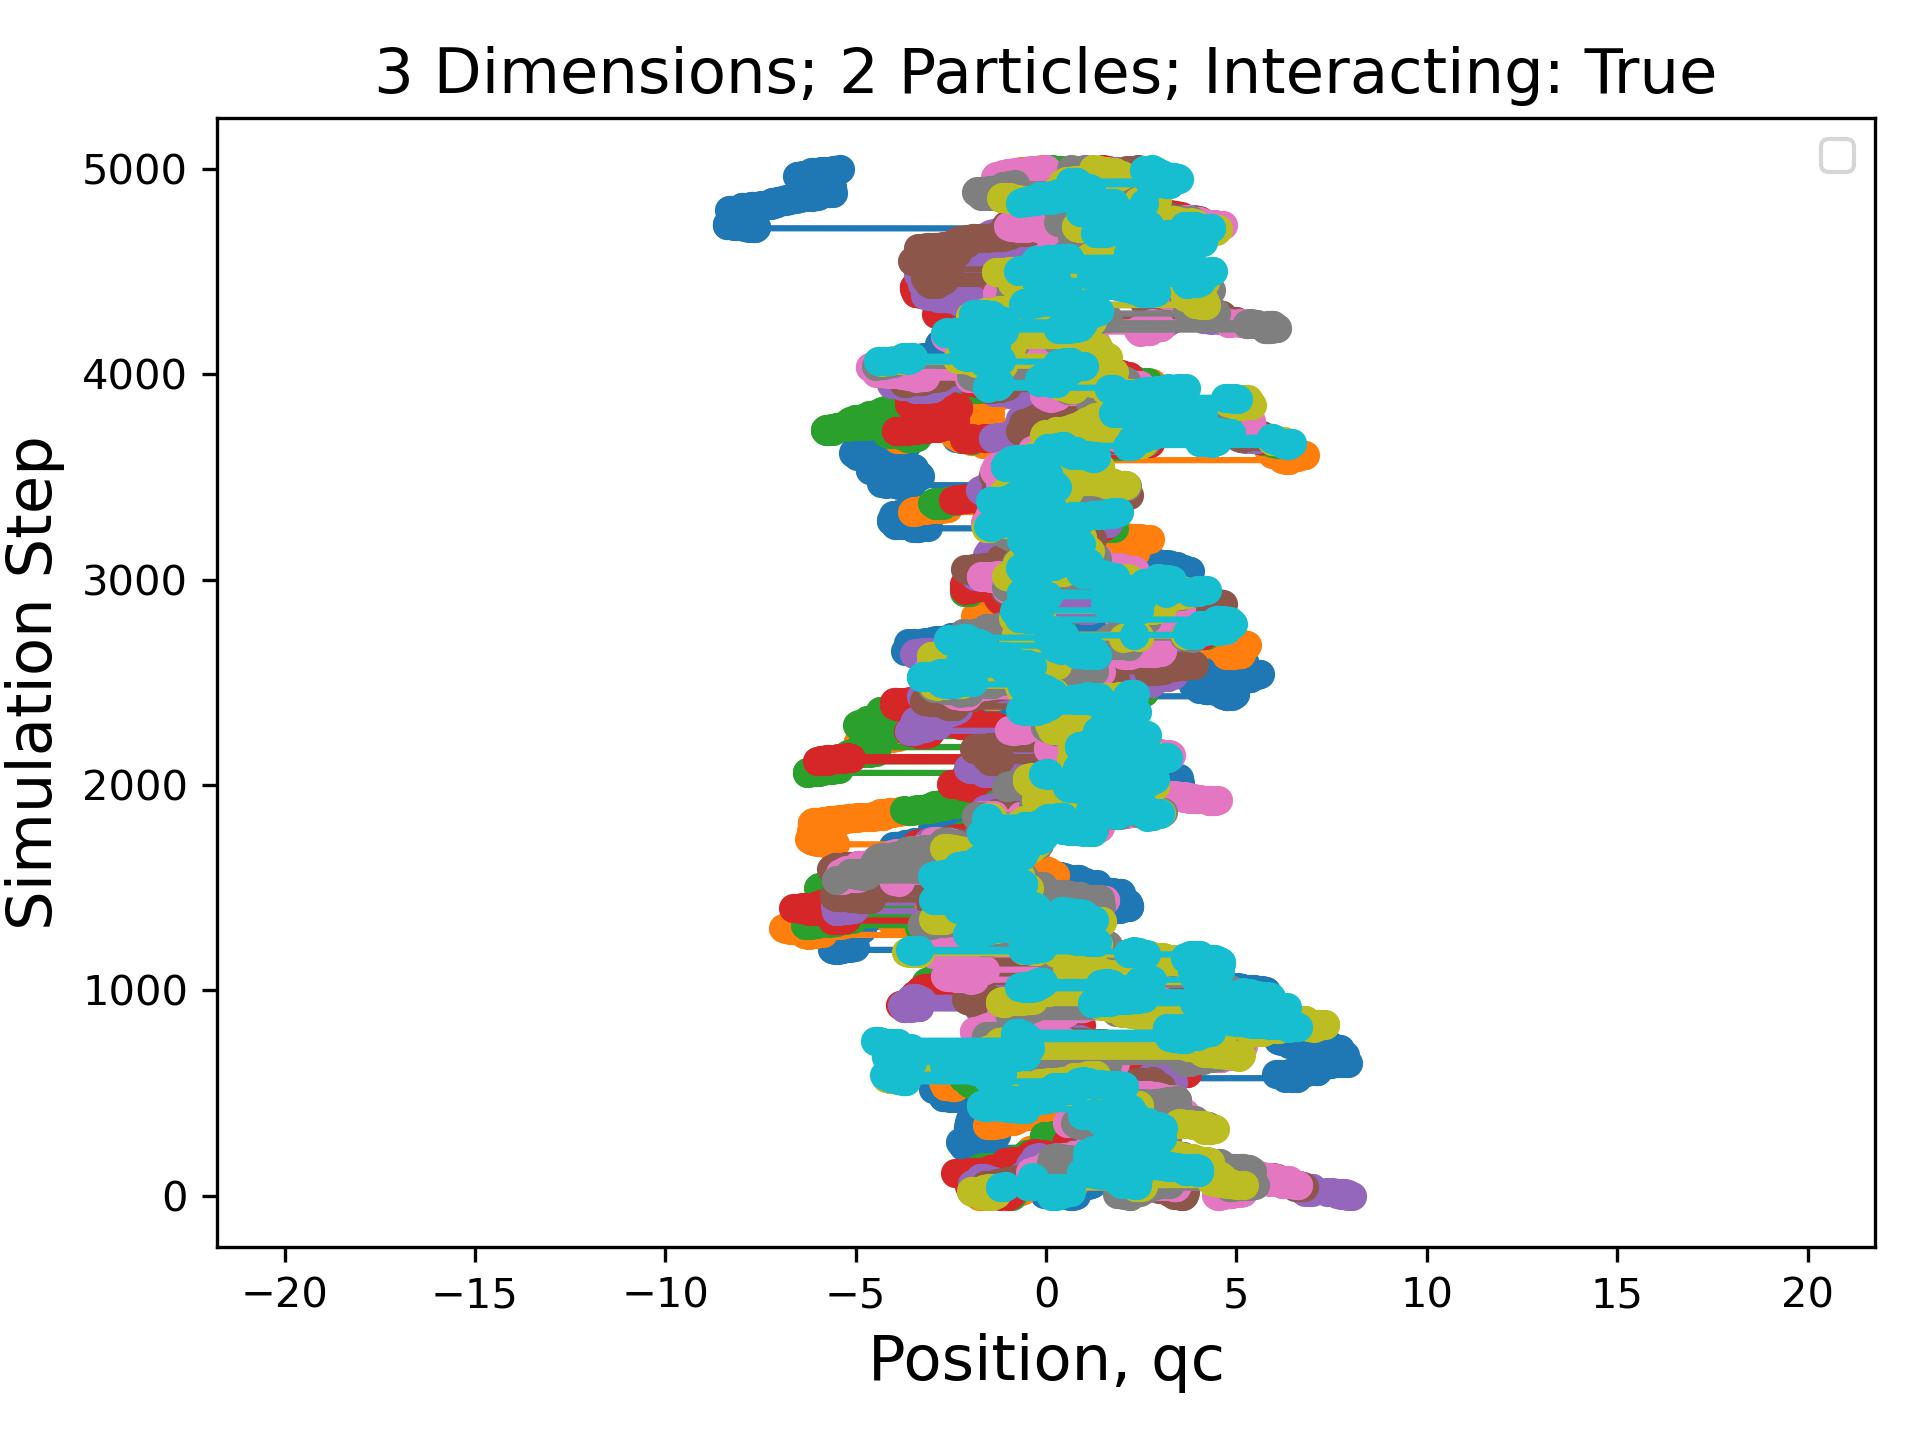 3 Dimensions; 2 Particles; Interacting: True
Simulation Step
5000
4000
3000
2000
1000
0
−20 −15 −10 −5 0 5 10 15 20
Position, qc